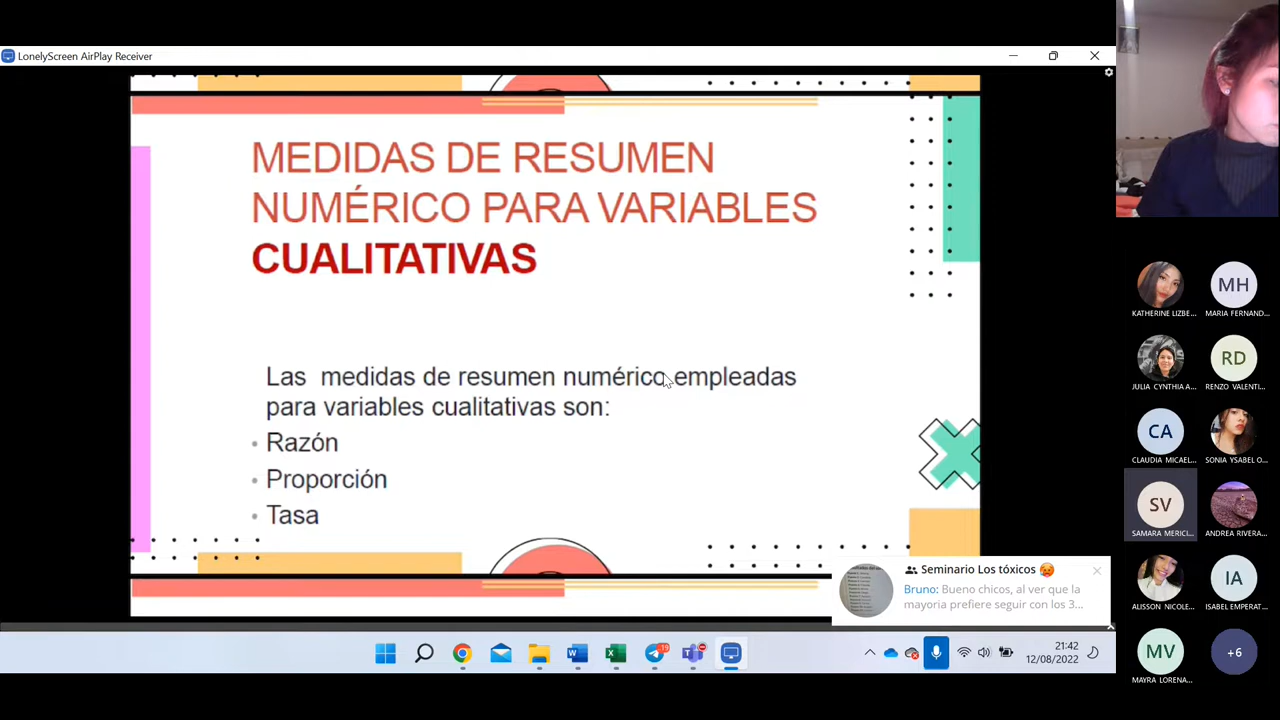 LonelyScreen AirPlay Receiver
MEDIDAS DE RESUMEN
NUMÉRICO PARA VARIABLES
CUALITATIVAS
Las medidas de resumen numérico empleadas
para variables cualitativas son:
• Razón
• Proporción
• Tasa
Seminario Los tóxicos
Bruno: Bueno chicos, al ver que la
mayoria prefiere seguir con los 3...
19
21:42
12/08/2022
MH
KATHERINE LIZBE...
MARIA FERNAND...
RD
JULIA CYNTHIA A...
RENZO VALENTI...
CA
CLAUDIA MICAEL...
SONIA YSABEL O...
SV
SAMARA MERICI...
ANDREA RIVERA...
IA
ALISSON NICOLE...
ISABEL EMPERAT...
MV
+6
MAYRA LORENA...